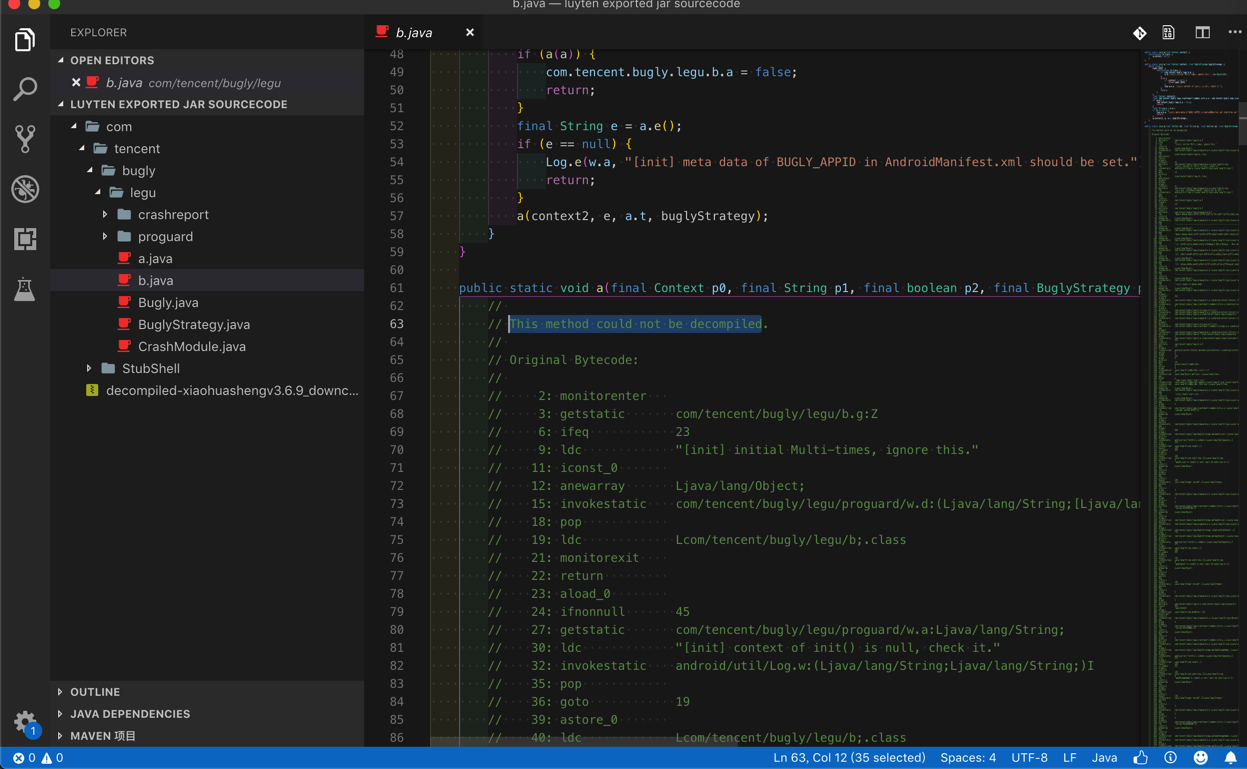 b.java — luyten exported jar sourcecode
EXPLORER
OPEN EDITORS
b.java com/tencent/bugly/legu
LUYTEN EXPORTED JAR SOURCECODE
com
tencent
bugly
legu
crashreport
proguard
a.java
b.java
Bugly.java
BuglyStrategy.java
CrashModule.java
StubShell
decompiled-xiaohuashengv3.6.9_downc...
OUTLINE
JAVA DEPENDENCIES
MAVEN 项目
1
b.java
48 if (a(a)) {
49 com.tencent.bugly.legu.b.a = false;
50 return;
51 }
52 final String e = a.e();
53 if (e == null) {
54 Log.e(w.a, "[init] meta data of BUGLY_APPID in AndroidManifest.xml should be set."
55 return;
56 }
57 a(context2, e, a.t, buglyStrategy);
58 }
59 }
60
61 public static void a(final Context p0, final String p1, final boolean p2, final BuglyStrategy p
62 //
63 This method could not be decompiled.
64 //
65 // Original Bytecode:
66 //
67 // 2: monitorenter
68 // 3: getstatic com/tencent/bugly/legu/b.g:Z
69 // 6: ifeq 23
70 // 9: ldc "[init] initial Multi-times, ignore this."
71 // 11: iconst_0
72 // 12: anewarray Ljava/lang/Object;
73 // 15: invokestatic com/tencent/bugly/legu/proguard/w.d:(Ljava/lang/String;[Ljava/lan
74 // 18: pop
75 // 19: ldc Lcom/tencent/bugly/legu/b;.class
76 // 21: monitorexit
77 // 22: return
78 // 23: aload_0
79 // 24: ifnonnull 45
80 // 27: getstatic com/tencent/bugly/legu/proguard/w.a:Ljava/lang/String;
81 // 30: ldc "[init] context of init() is null, check it."
82 // 32: invokestatic android/util/Log.w:(Ljava/lang/String;Ljava/lang/String;)I
83 // 35: pop
84 // 36: goto 19
85 // 39: astore_0
86 // 40: ldc Lcom/tencent/bugly/legu/b;.class
0 0
Ln 63, Col 12 (35 selected) Spaces: 4 UTF-8 LF Java